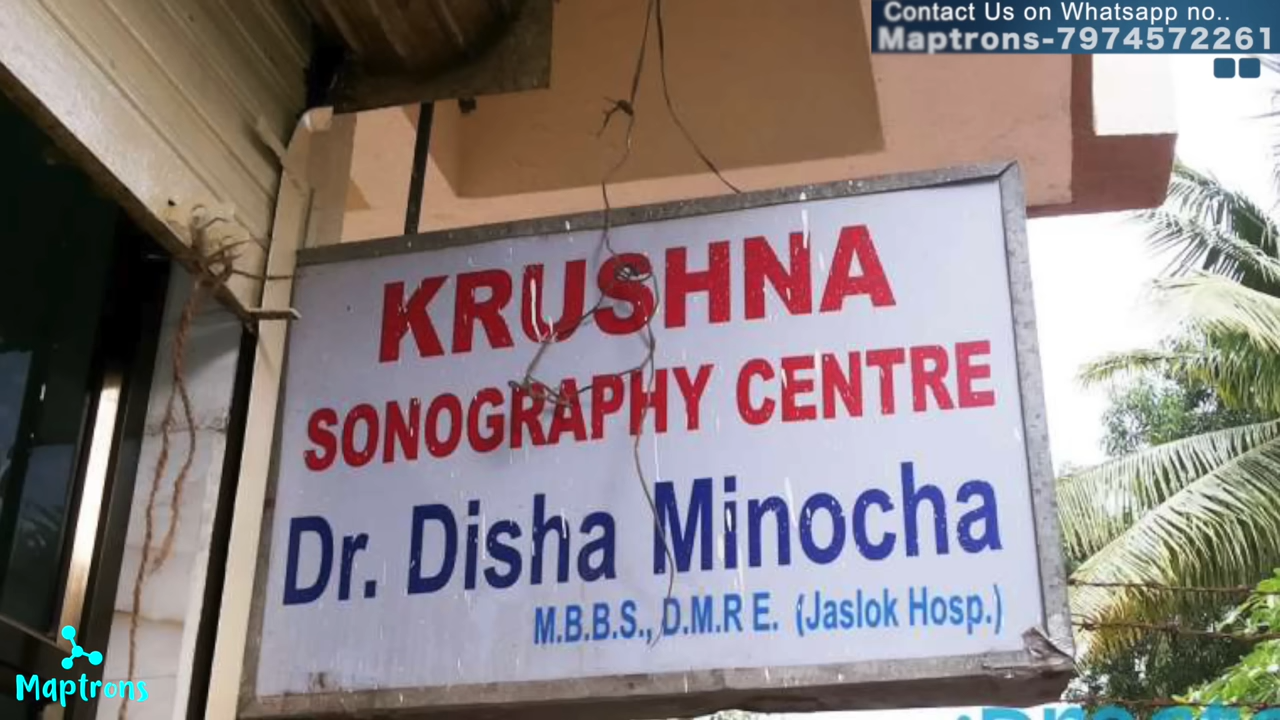 Contact Us on Whatsapp no..
Maptrons-7974572261
KRUSHNA
SONOGRAPHY CENTRE
Dr. Disha Minocha
M.B.B.S., D.M.R E. (Jaslok Hosp.)
Maptrons